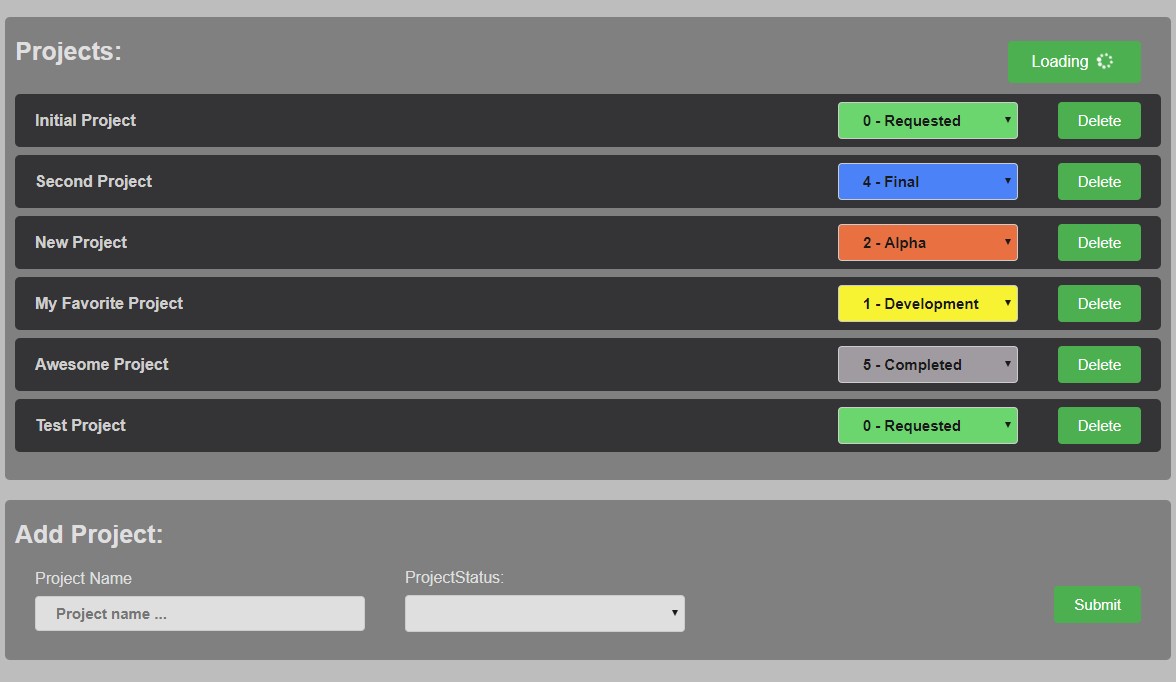 Projects:
Loading
Initial Project 0 - Requested Delete
Second Project 4 - Final Delete
New Project 2 - Alpha Delete
My Favorite Project 1 - Development Delete
Awesome Project 5 - Completed Delete
Test Project 0 - Requested Delete
Add Project:
Project Name ProjectStatus:
Project name ... Submit